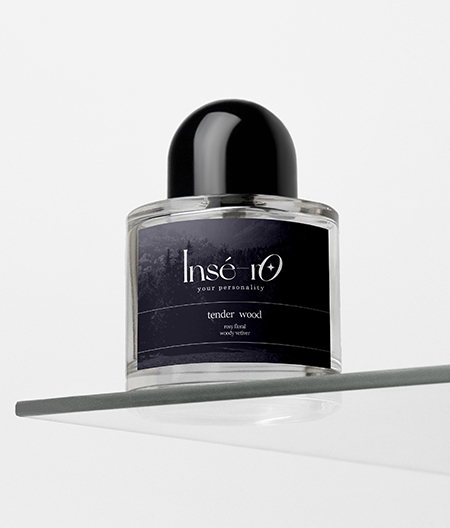 Insé-rO
your personality
tender wood
rosy floral
woody vetiver